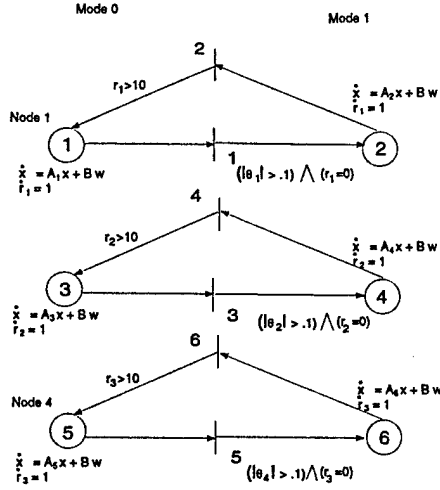 Mode 0
Mode 1
2
r₁>10
ẋ = A₂x + B w
ṙ₁ = 1
Node 1
1
2
1
(|θ₁| > .1) ⋀ (r₁=0)
ẋ = A₁x + B w
ṙ₁ = 1
4
r₂>10
ẋ = A₄x + B w
ṙ₂ = 1
3
4
3
(|θ₂| > .1) ⋀ (r₂=0)
ẋ = A₃x + B w
ṙ₂ = 1
6
r₃>10
ẋ = A₆x + B w
ṙ₃ = 1
Node 4
5
6
5
(|θ₄| > .1) ⋀ (r₃=0)
ẋ = A₅x + B w
ṙ₃ = 1